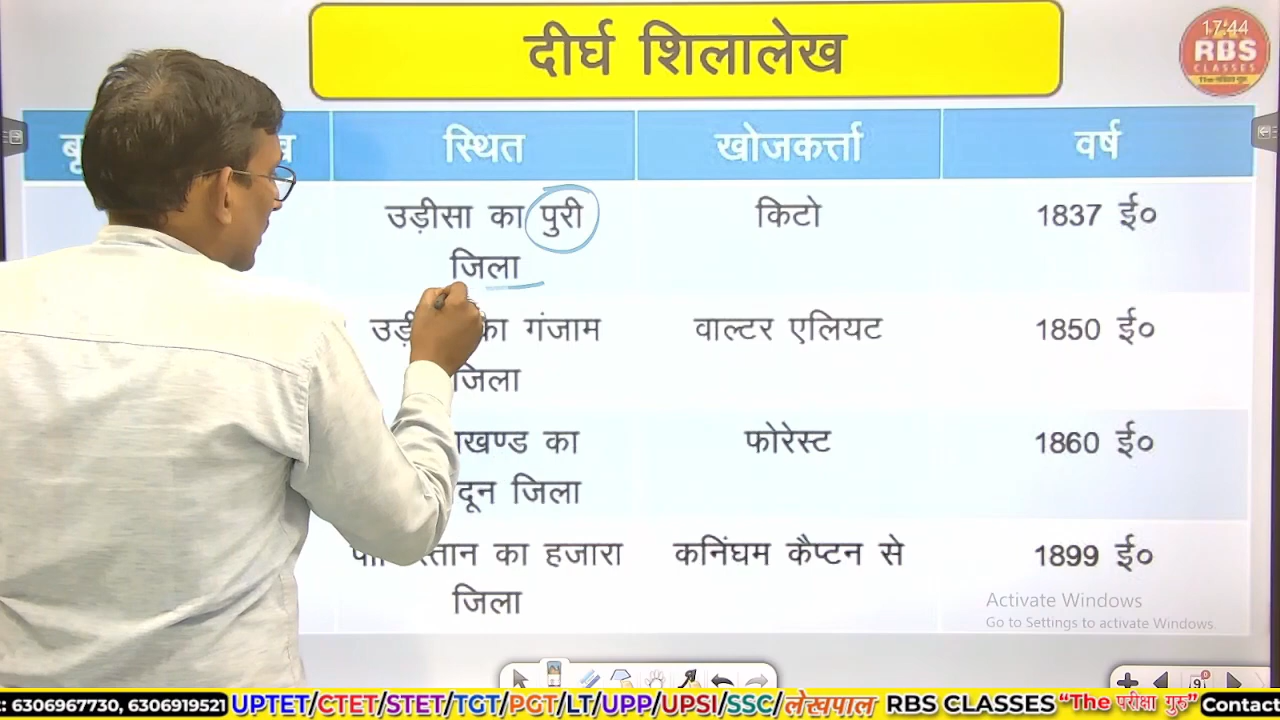 दीर्घ शिलालेख
17:44
RBS
CLASSES
स्थित खोजकर्त्ता वर्ष
उड़ीसा का पुरी किटो 1837 ई०
जिला
का गंजाम वाल्टर एलियट 1850 ई०
जिला
का फोरेस्ट 1860 ई०
जिला
का हजारा कनिंघम कैप्टन से 1899 ई०
जिला
Activate Windows
Go to Settings to activate Windows.
: 6306967730, 6306919521 UPTET/CTET/STET/TGT/PGT/LT/UPP/UPSI/SSC/लेखपाल RBS CLASSES "The परीक्षा गुरु" Contact